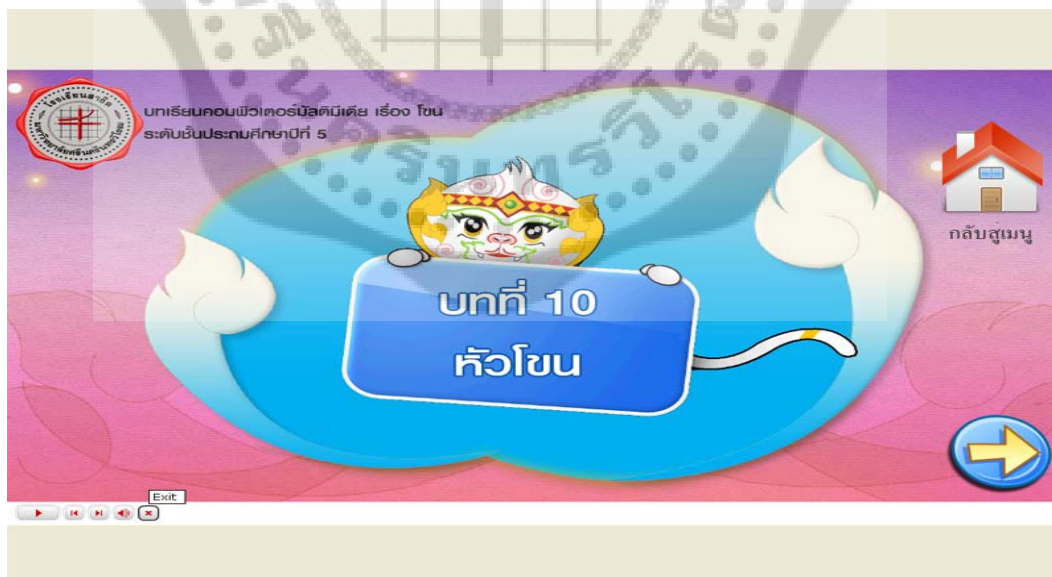 บทเรียนคอมพิวเตอร์มัลติมีเดีย เรื่อง โขน
ระดับชั้นประถมศึกษาปีที่ 5
กลับสู่เมนู
บทที่ 10
หัวโขน
Exit